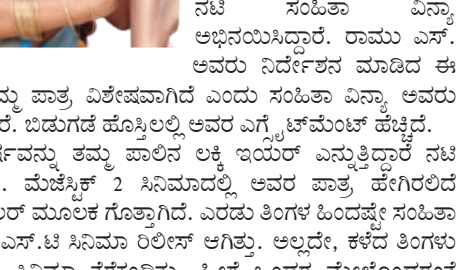 ನಟಿ ಸಂಹಿತಾ ವಿನ್ಯಾ
ಅಭಿನಯಿಸಿದ್ದಾರೆ. ರಾಮು ಎಸ್.
ಅವರು ನಿರ್ದೇಶನ ಮಾಡಿದ ಈ
ಪಾತ್ರ ವಿಶೇಷವಾಗಿದೆ ಎಂದು ಸಂಹಿತಾ ವಿನ್ಯಾ ಅವರು
ಬಿಡುಗಡೆ ಹೊಸ್ತಿಲಲ್ಲಿ ಅವರ ಎಗ್ಸೈಟ್‌ಮೆಂಟ್ ಹೆಚ್ಚಿದೆ.
ತಮ್ಮ ಪಾಲಿನ ಲಕ್ಕಿ ಇಯರ್ ಎನ್ನುತ್ತಿದ್ದಾರೆ ನಟಿ
. ಮೆಜೆಸ್ಟಿಕ್ 2 ಸಿನಿಮಾದಲ್ಲಿ ಅವರ ಪಾತ್ರ ಹೇಗಿರಲಿದೆ
ಮೂಲಕ ಗೊತ್ತಾಗಿದೆ. ಎರಡು ತಿಂಗಳ ಹಿಂದಷ್ಟೇ ಸಂಹಿತಾ
ಎಸ್.ಟಿ ಸಿನಿಮಾ ರಿಲೀಸ್ ಆಗಿತ್ತು. ಅಲ್ಲದೇ, ಕಳೆದ ತಿಂಗಳು